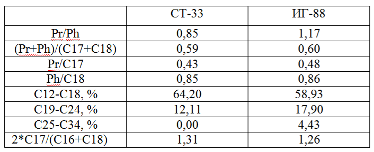 СТ-33 ИГ-88
Pr/Ph 0,85 1,17
(Pr+Ph)/(C17+C18) 0,59 0,60
Pr/C17 0,43 0,48
Ph/C18 0,85 0,86
C12-C18, % 64,20 58,93
C19-C24, % 12,11 17,90
C25-C34, % 0,00 4,43
2*C17/(C16+C18) 1,31 1,26